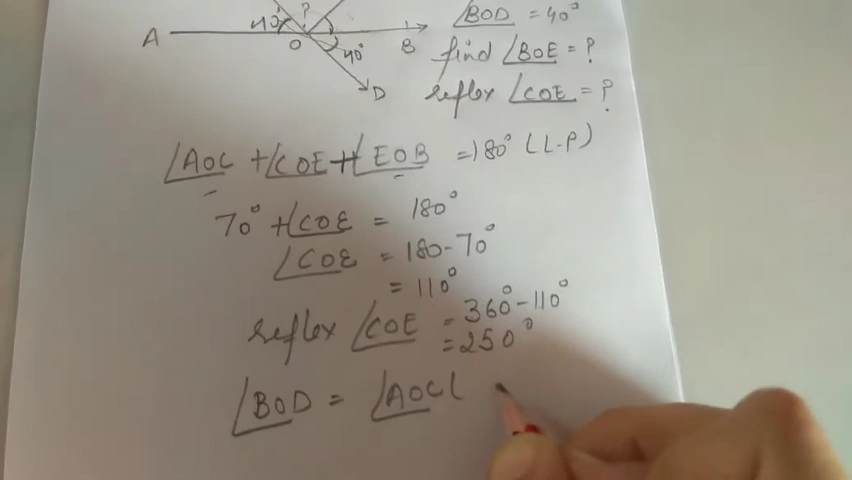 ∠BOD = 40°
40° ?
A O B
find ∠BOE = ?
40°
D
reflex ∠COE = ?
∠AOC + ∠COE + ∠EOB = 180° (L.P)
70° + ∠COE = 180°
∠COE = 180 - 70°
= 110°
reflex ∠COE = 360° - 110°
= 250°
∠BOD = ∠AOC (